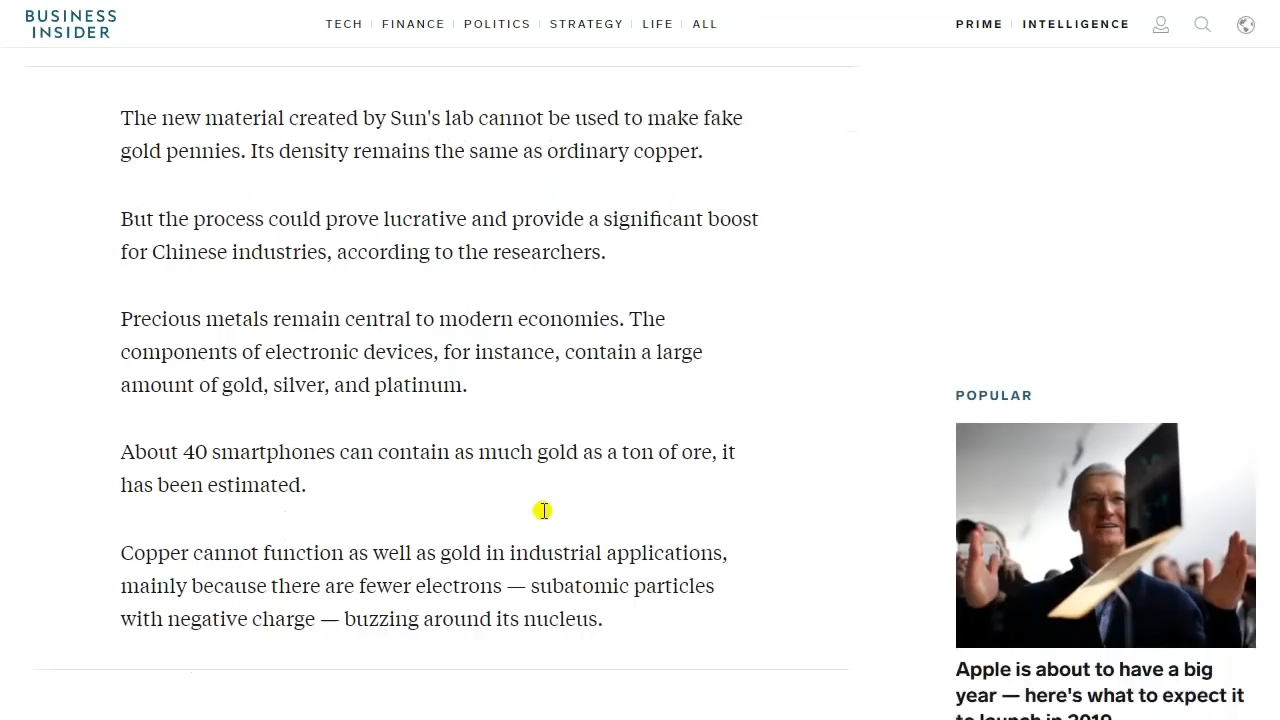 BUSINESS
INSIDER
TECH FINANCE POLITICS STRATEGY LIFE ALL
PRIME INTELLIGENCE
The new material created by Sun's lab cannot be used to make fake
gold pennies. Its density remains the same as ordinary copper.
But the process could prove lucrative and provide a significant boost
for Chinese industries, according to the researchers.
Precious metals remain central to modern economies. The
components of electronic devices, for instance, contain a large
amount of gold, silver, and platinum.
About 40 smartphones can contain as much gold as a ton of ore, it
has been estimated.
Copper cannot function as well as gold in industrial applications,
mainly because there are fewer electrons — subatomic particles
with negative charge — buzzing around its nucleus.
POPULAR
Apple is about to have a big
year — here's what to expect it
to launch in 2019